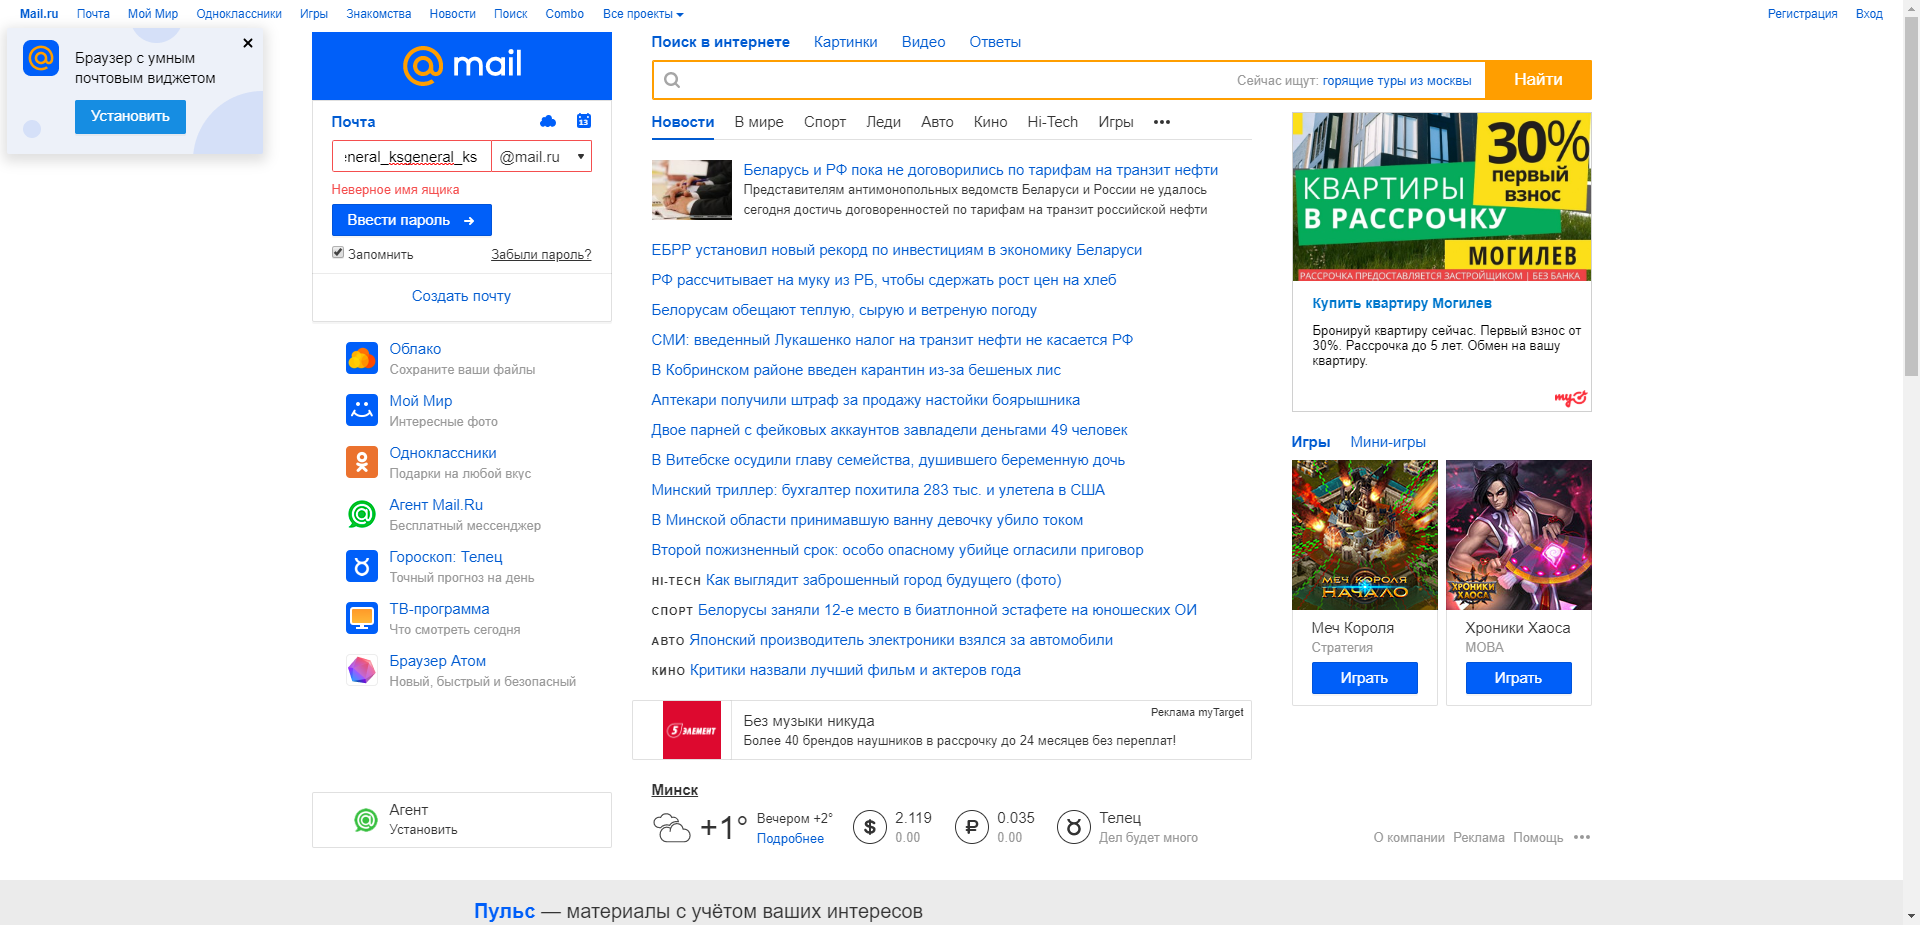 Mail.ru Почта Мой Мир Одноклассники Игры Знакомства Новости Поиск Combo Все проекты Регистрация Вход
Браузер с умным
почтовым виджетом
Установить
mail
Почта
13
:neral_ksgeneral_ks @mail.ru
Неверное имя ящика
Ввести пароль
Запомнить Забыли пароль?
Создать почту
Облако
Сохраните ваши файлы
Мой Мир
Интересные фото
Одноклассники
Подарки на любой вкус
Агент Mail.Ru
Бесплатный мессенджер
Гороскоп: Телец
Точный прогноз на день
ТВ-программа
Что смотреть сегодня
Браузер Атом
Новый, быстрый и безопасный
Агент
Установить
Поиск в интернете Картинки Видео Ответы
Сейчас ищут: горящие туры из москвы Найти
Новости В мире Спорт Леди Авто Кино Hi-Tech Игры •••
Беларусь и РФ пока не договорились по тарифам на транзит нефти
Представителям антимонопольных ведомств Беларуси и России не удалось
сегодня достичь договоренностей по тарифам на транзит российской нефти
ЕБРР установил новый рекорд по инвестициям в экономику Беларуси
РФ рассчитывает на муку из РБ, чтобы сдержать рост цен на хлеб
Белорусам обещают теплую, сырую и ветреную погоду
СМИ: введенный Лукашенко налог на транзит нефти не касается РФ
В Кобринском районе введен карантин из-за бешеных лис
Аптекари получили штраф за продажу настойки боярышника
Двое парней с фейковых аккаунтов завладели деньгами 49 человек
В Витебске осудили главу семейства, душившего беременную дочь
Минский триллер: бухгалтер похитила 283 тыс. и улетела в США
В Минской области принимавшую ванну девочку убило током
Второй пожизненный срок: особо опасному убийце огласили приговор
HI-TECH Как выглядит заброшенный город будущего (фото)
СПОРТ Белорусы заняли 12-е место в биатлонной эстафете на юношеских ОИ
АВТО Японский производитель электроники взялся за автомобили
КИНО Критики назвали лучший фильм и актеров года
5 ЭЛЕМЕНТ
Без музыки никуда
Реклама myTarget
Более 40 брендов наушников в рассрочку до 24 месяцев без переплат!
Минск
+1° Вечером +2° Подробнее
$ 2.119 0.00
₽ 0.035 0.00
Телец
Дел будет много
30%
первый
взнос
КВАРТИРЫ
В РАССРОЧКУ
МОГИЛЕВ
РАССРОЧКА ПРЕДОСТАВЛЯЕТСЯ ЗАСТРОЙЩИКОМ | БЕЗ БАНКА
Купить квартиру Могилев
Бронируй квартиру сейчас. Первый взнос от
30%. Рассрочка до 5 лет. Обмен на вашу
квартиру.
my
Игры Мини-игры
МЕЧ КОРОЛЯ
НАЧАЛО
ХРОНИКИ
ХАОСА
Меч Короля
Стратегия
Играть
Хроники Хаоса
MOBA
Играть
О компании Реклама Помощь •••
Пульс — материалы с учётом ваших интересов